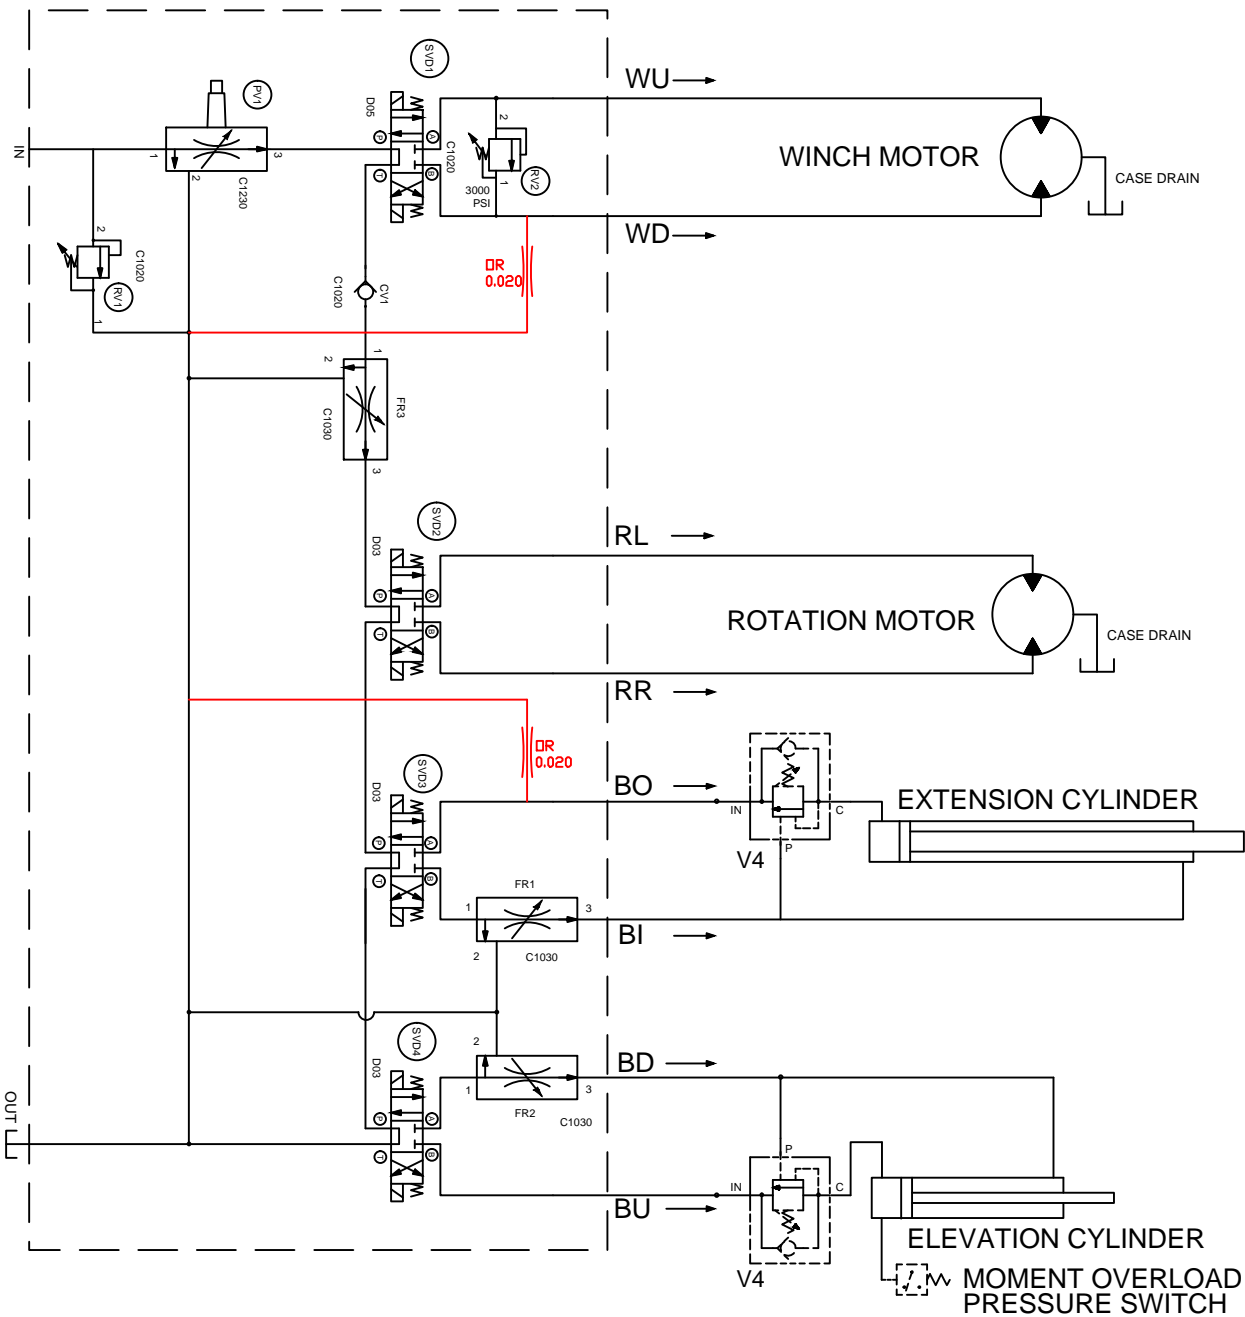 SVD1
WU
PV1
D05
P
A
2
IN
1
3
C1020
WINCH MOTOR
CASE DRAIN
2
C1230
T
B
3000
PSI
1
RV2
WD
2
C1020
RV1
1
OR
0.020
C1020
CV1
1
2
FR3
C1030
3
SVD2
RL
D03
P
A
ROTATION MOTOR
T
B
CASE DRAIN
RR
OR
0.020
SVD3
D03
BO
IN
C
EXTENSION CYLINDER
P
A
V4
P
T
B
FR1
1
3
BI
2
C1030
SVD4
2
BD
D03
1
3
FR2
C1030
OUT
P
A
P
T
B
IN
C
BU
ELEVATION CYLINDER
V4
MOMENT OVERLOAD
PRESSURE SWITCH